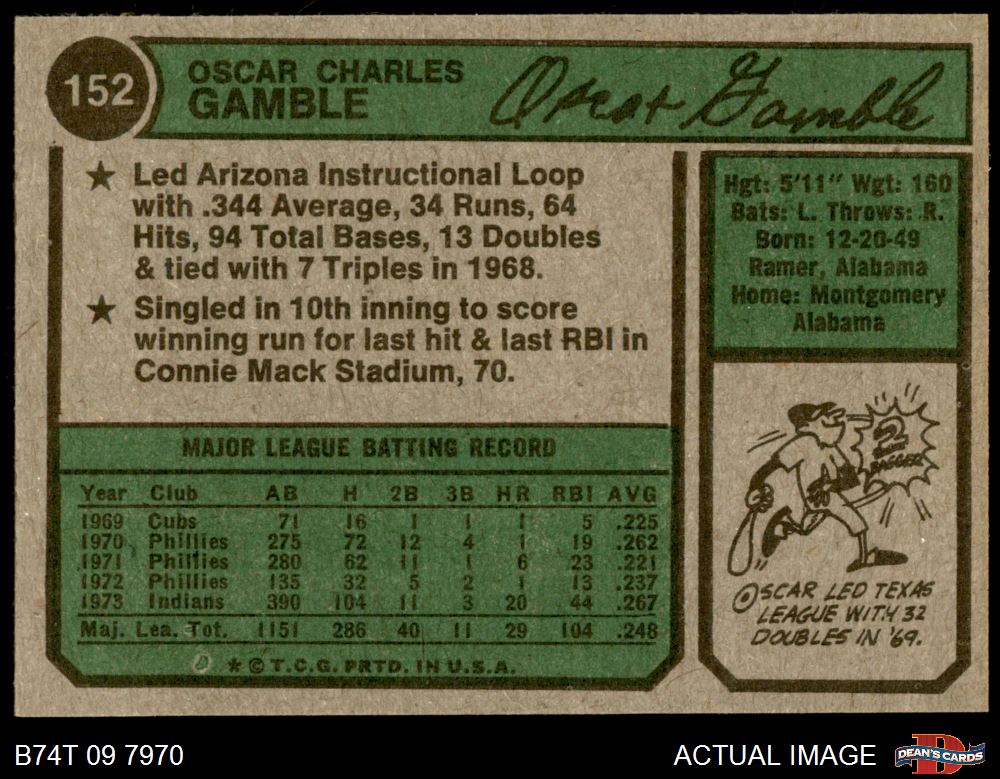 152
OSCAR CHARLES
GAMBLE
Oscar Gamble
★ Led Arizona Instructional Loop
with .344 Average, 34 Runs, 64
Hits, 94 Total Bases, 13 Doubles
& tied with 7 Triples in 1968.
★ Singled in 10th inning to score
winning run for last hit & last RBI in
Connie Mack Stadium, 70.
Hgt: 5'11" Wgt: 160
Bats: L. Throws: R.
Born: 12-20-49
Ramer, Alabama
Home: Montgomery
Alabama
MAJOR LEAGUE BATTING RECORD
Year Club AB H 2B 3B HR RBI AVG
1969 Cubs 71 16 1 1 1 5 .225
1970 Phillies 275 72 12 4 1 19 .262
1971 Phillies 280 62 11 1 6 23 .221
1972 Phillies 135 32 5 2 1 13 .237
1973 Indians 390 104 11 3 20 44 .267
Maj. Lea. Tot. 1151 286 40 11 29 104 .248
★ © T.C.G. PRTD. IN U.S.A.
2
BAGGER
OSCAR LED TEXAS
LEAGUE WITH 32
DOUBLES IN '69.
B74T 09 7970
ACTUAL IMAGE
D
DEAN'S CARDS